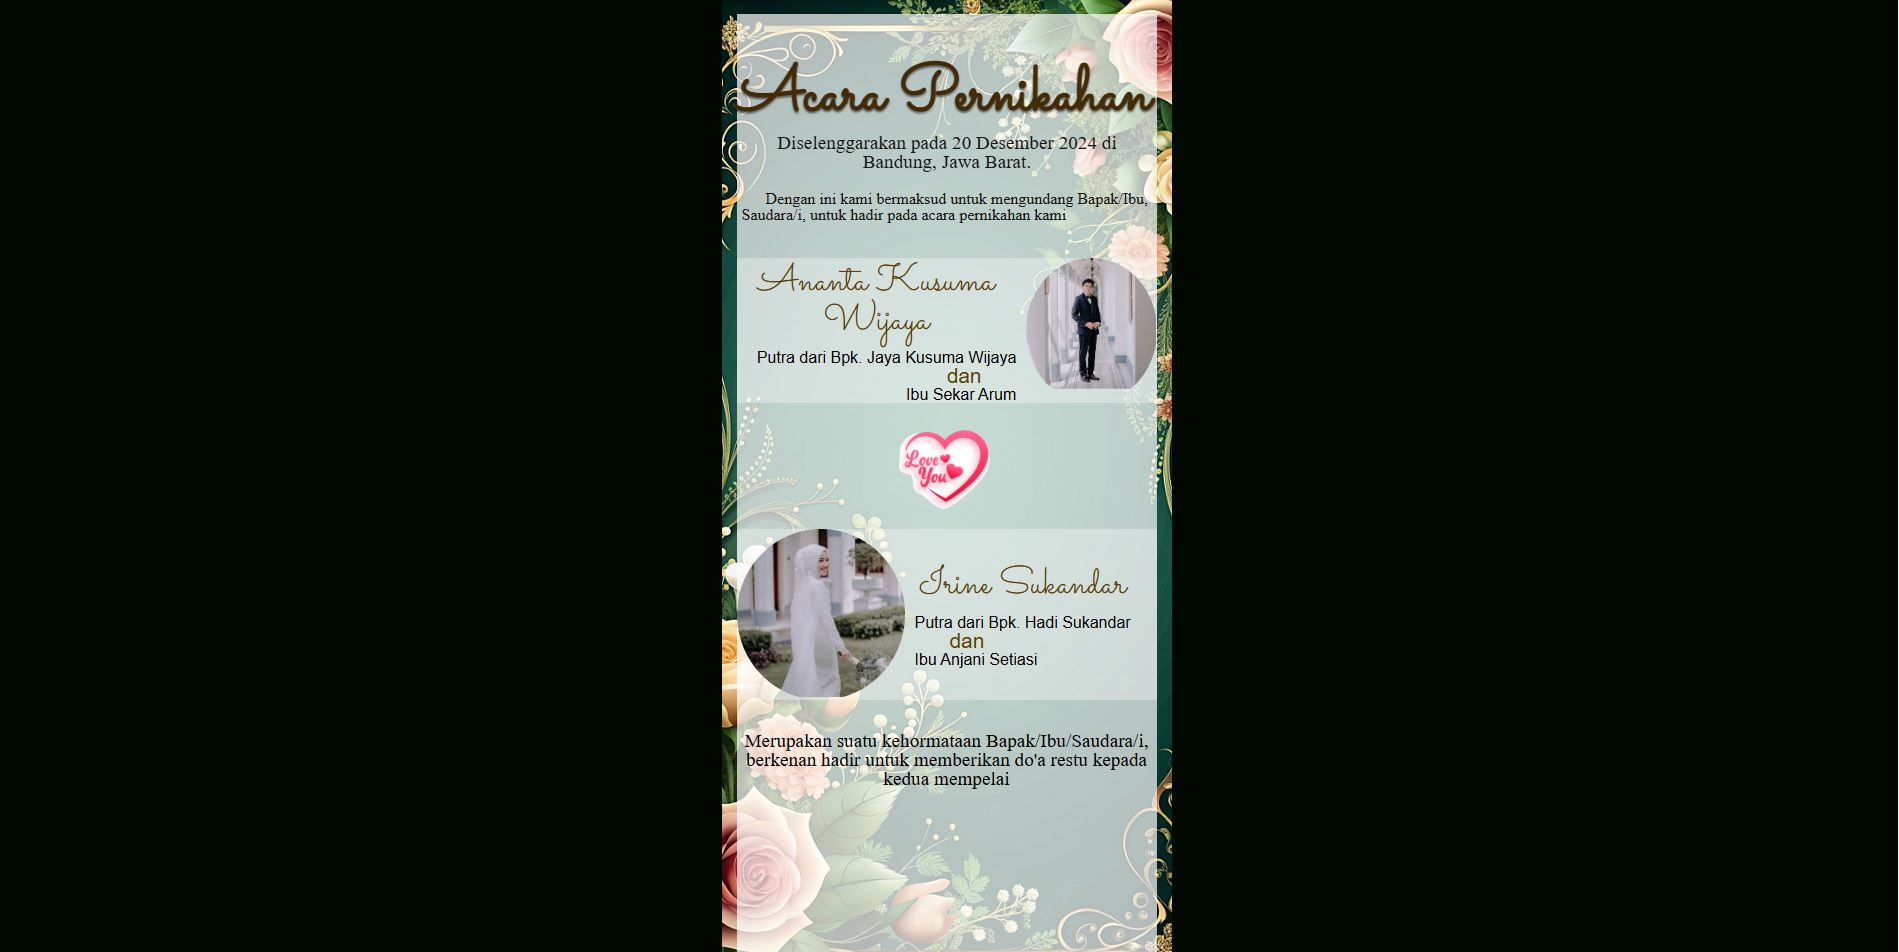 Acara Pernikahan
Diselenggarakan pada 20 Desember 2024 di
Bandung, Jawa Barat.
Dengan ini kami bermaksud untuk mengundang Bapak/Ibu,
Saudara/i, untuk hadir pada acara pernikahan kami
Ananta Kusuma
Wijaya
Putra dari Bpk. Jaya Kusuma Wijaya
dan
Ibu Sekar Arum
Love
You
Irine Sukandar
Putra dari Bpk. Hadi Sukandar
dan
Ibu Anjani Setiasi
Merupakan suatu kehormataan Bapak/Ibu/Saudara/i,
berkenan hadir untuk memberikan do'a restu kepada
kedua mempelai